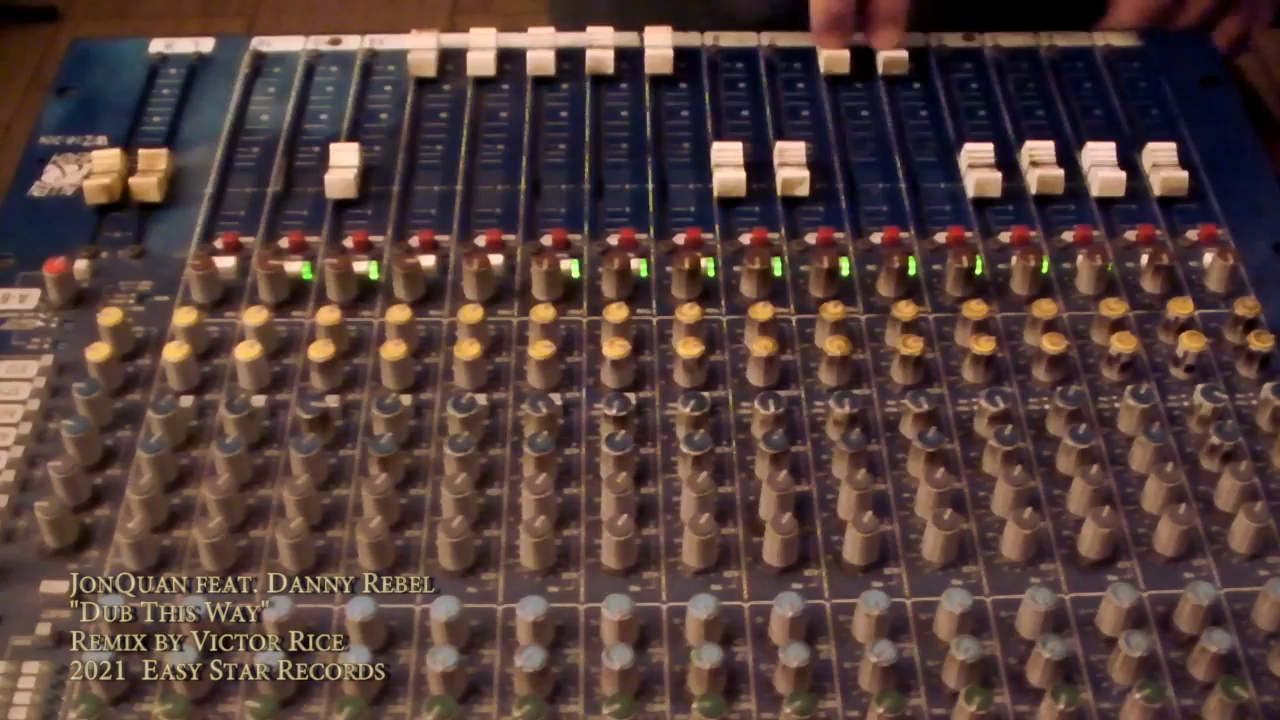 JonQuan feat. Danny Rebel
"Dub This Way"
Remix by Victor Rice
2021 Easy Star Records